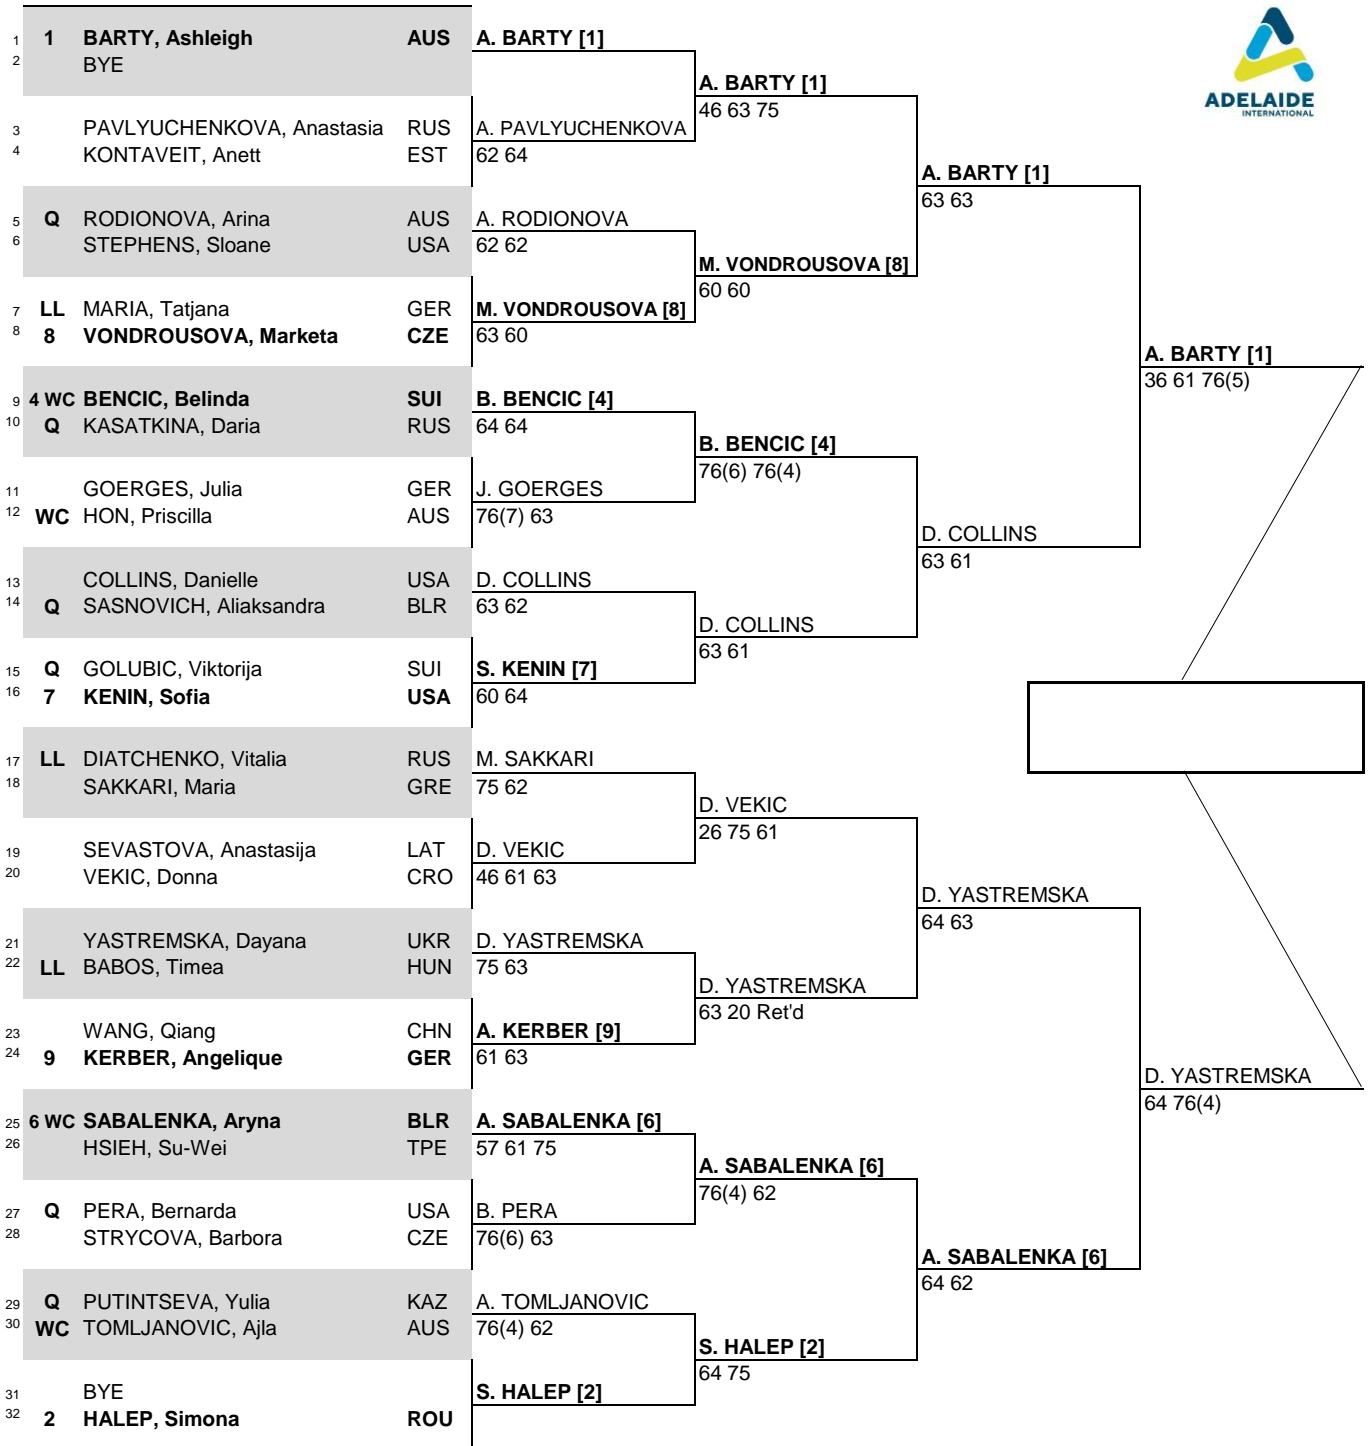 1 1 BARTY, Ashleigh AUS
2 BYE
3 PAVLYUCHENKOVA, Anastasia RUS
4 KONTAVEIT, Anett EST
5 Q RODIONOVA, Arina AUS
6 STEPHENS, Sloane USA
7 LL MARIA, Tatjana GER
8 8 VONDROUSOVA, Marketa CZE
9 4 WC BENCIC, Belinda SUI
10 Q KASATKINA, Daria RUS
11 GOERGES, Julia GER
12 WC HON, Priscilla AUS
13 COLLINS, Danielle USA
14 Q SASNOVICH, Aliaksandra BLR
15 Q GOLUBIC, Viktorija SUI
16 7 KENIN, Sofia USA
17 LL DIATCHENKO, Vitalia RUS
18 SAKKARI, Maria GRE
19 SEVASTOVA, Anastasija LAT
20 VEKIC, Donna CRO
21 YASTREMSKA, Dayana UKR
22 LL BABOS, Timea HUN
23 WANG, Qiang CHN
24 9 KERBER, Angelique GER
25 6 WC SABALENKA, Aryna BLR
26 HSIEH, Su-Wei TPE
27 Q PERA, Bernarda USA
28 STRYCOVA, Barbora CZE
29 Q PUTINTSEVA, Yulia KAZ
30 WC TOMLJANOVIC, Ajla AUS
31 BYE
32 2 HALEP, Simona ROU
A. BARTY [1]
A. PAVLYUCHENKOVA
62 64
A. RODIONOVA
62 62
M. VONDROUSOVA [8]
63 60
B. BENCIC [4]
64 64
J. GOERGES
76(7) 63
D. COLLINS
63 62
S. KENIN [7]
60 64
M. SAKKARI
75 62
D. VEKIC
46 61 63
D. YASTREMSKA
75 63
A. KERBER [9]
61 63
A. SABALENKA [6]
57 61 75
B. PERA
76(6) 63
A. TOMLJANOVIC
76(4) 62
S. HALEP [2]
A. BARTY [1]
46 63 75
M. VONDROUSOVA [8]
60 60
B. BENCIC [4]
76(6) 76(4)
D. COLLINS
63 61
D. VEKIC
26 75 61
D. YASTREMSKA
63 20 Ret'd
A. SABALENKA [6]
76(4) 62
S. HALEP [2]
64 75
A. BARTY [1]
63 63
D. COLLINS
63 61
D. YASTREMSKA
64 63
A. SABALENKA [6]
64 62
A. BARTY [1]
36 61 76(5)
D. YASTREMSKA
64 76(4)
ADELAIDE
INTERNATIONAL